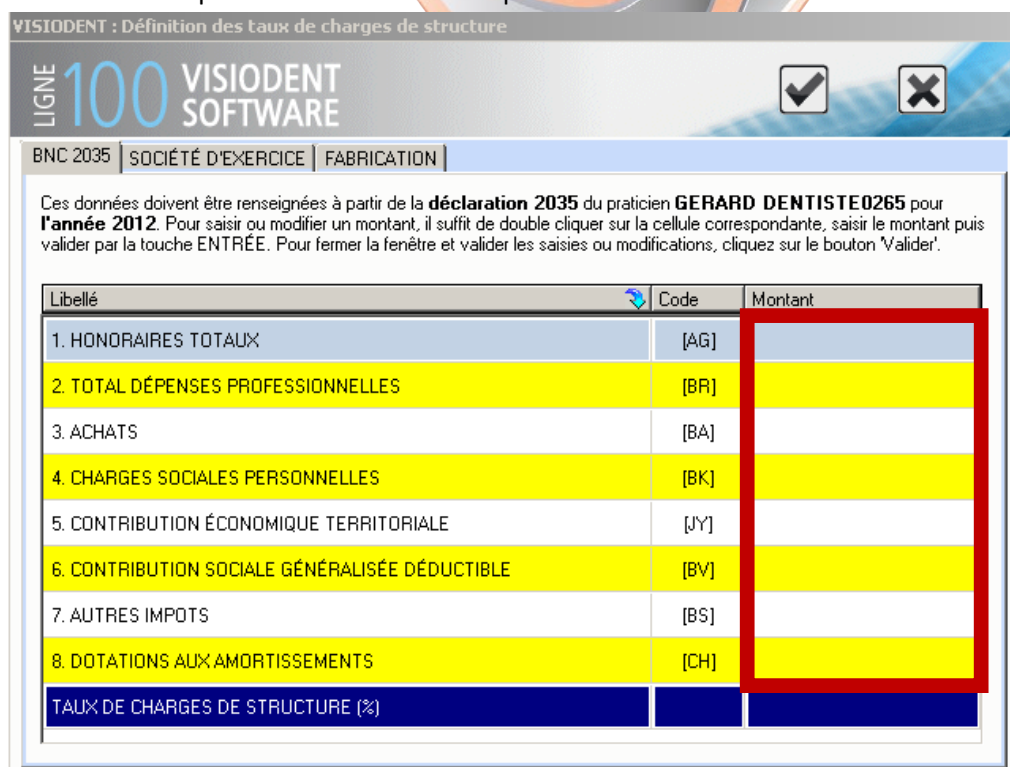 VISIODENT : Définition des taux de charges de structure
LIGNE 100 VISIODENT
SOFTWARE
BNC 2035 SOCIÉTÉ D'EXERCICE FABRICATION
Ces données doivent être renseignées à partir de la déclaration 2035 du praticien GERARD DENTISTE0265 pour
l'année 2012. Pour saisir ou modifier un montant, il suffit de double cliquer sur la cellule correspondante, saisir le montant puis
valider par la touche ENTRÉE. Pour fermer la fenêtre et valider les saisies ou modifications, cliquez sur le bouton 'Valider'.
Libellé Code Montant
1. HONORAIRES TOTAUX [AG]
2. TOTAL DÉPENSES PROFESSIONNELLES [BR]
3. ACHATS [BA]
4. CHARGES SOCIALES PERSONNELLES [BK]
5. CONTRIBUTION ÉCONOMIQUE TERRITORIALE [JY]
6. CONTRIBUTION SOCIALE GÉNÉRALISÉE DÉDUCTIBLE [BV]
7. AUTRES IMPOTS [BS]
8. DOTATIONS AUX AMORTISSEMENTS [CH]
TAUX DE CHARGES DE STRUCTURE (%)